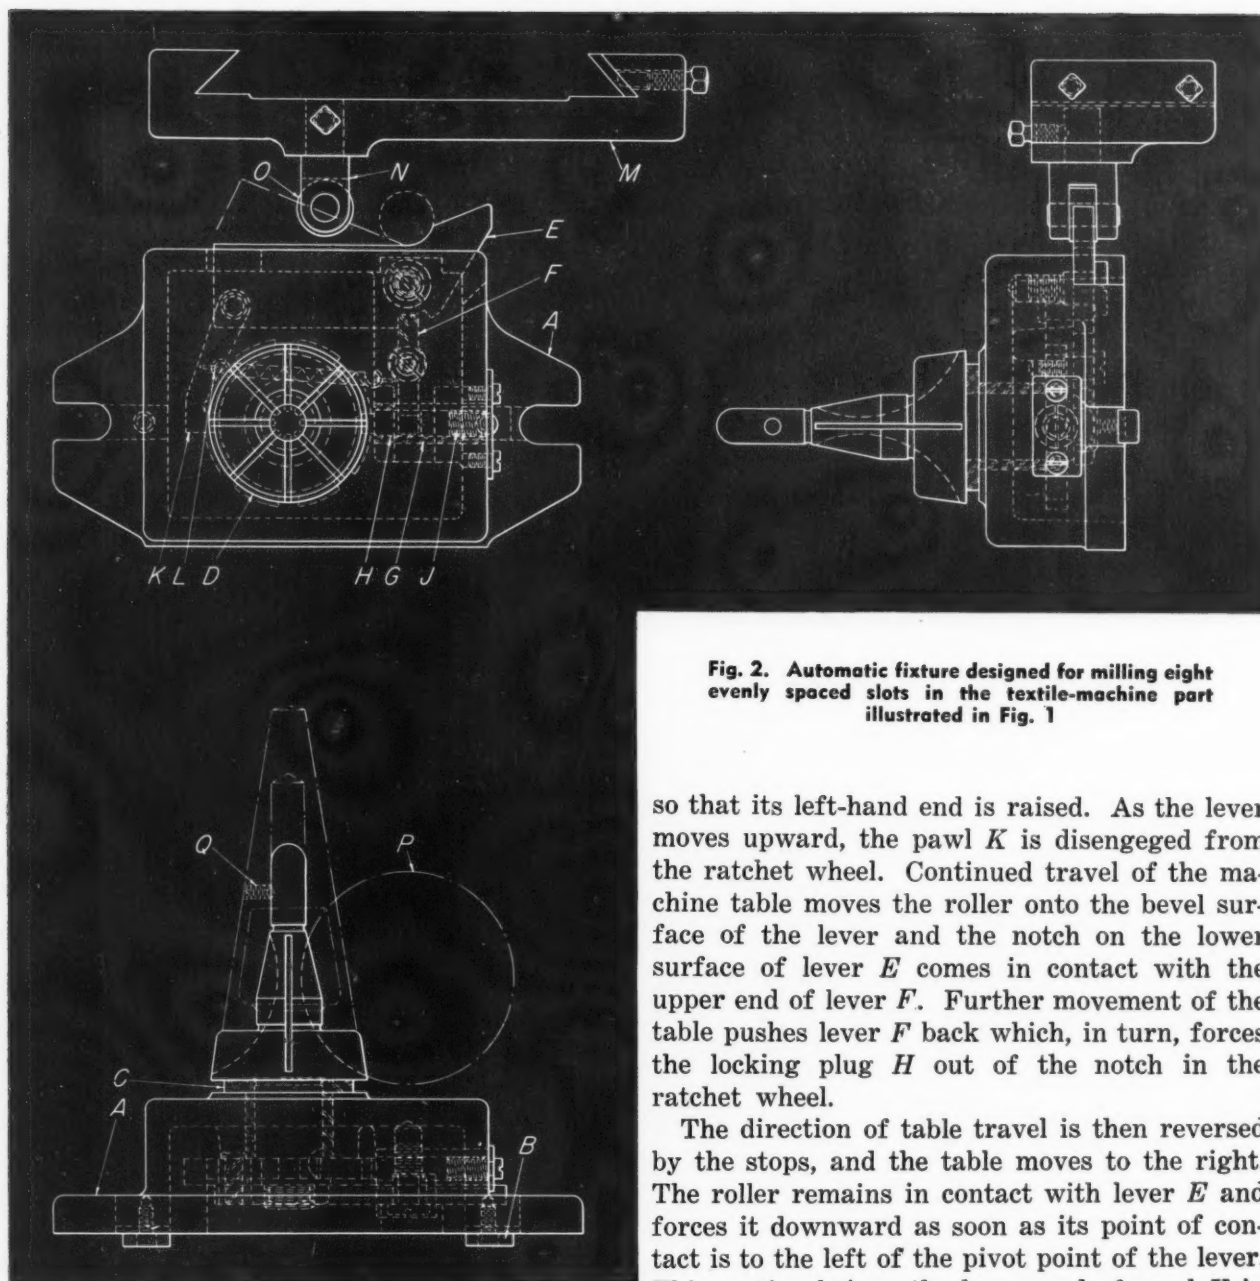 O
N
M
E
F
A
K L D H G J
Fig. 2. Automatic fixture designed for milling eight
evenly spaced slots in the textile-machine part
illustrated in Fig. 1
so that its left-hand end is raised. As the lever
moves upward, the pawl K is disengeged from
the ratchet wheel. Continued travel of the ma-
chine table moves the roller onto the bevel sur-
face of the lever and the notch on the lower
surface of lever E comes in contact with the
upper end of lever F. Further movement of the
table pushes lever F back which, in turn, forces
the locking plug H out of the notch in the
ratchet wheel.
The direction of table travel is then reversed
by the stops, and the table moves to the right.
The roller remains in contact with lever E and
forces it downward as soon as its point of con-
tact is to the left of the pivot point of the lever.
Q
P
C
A
B